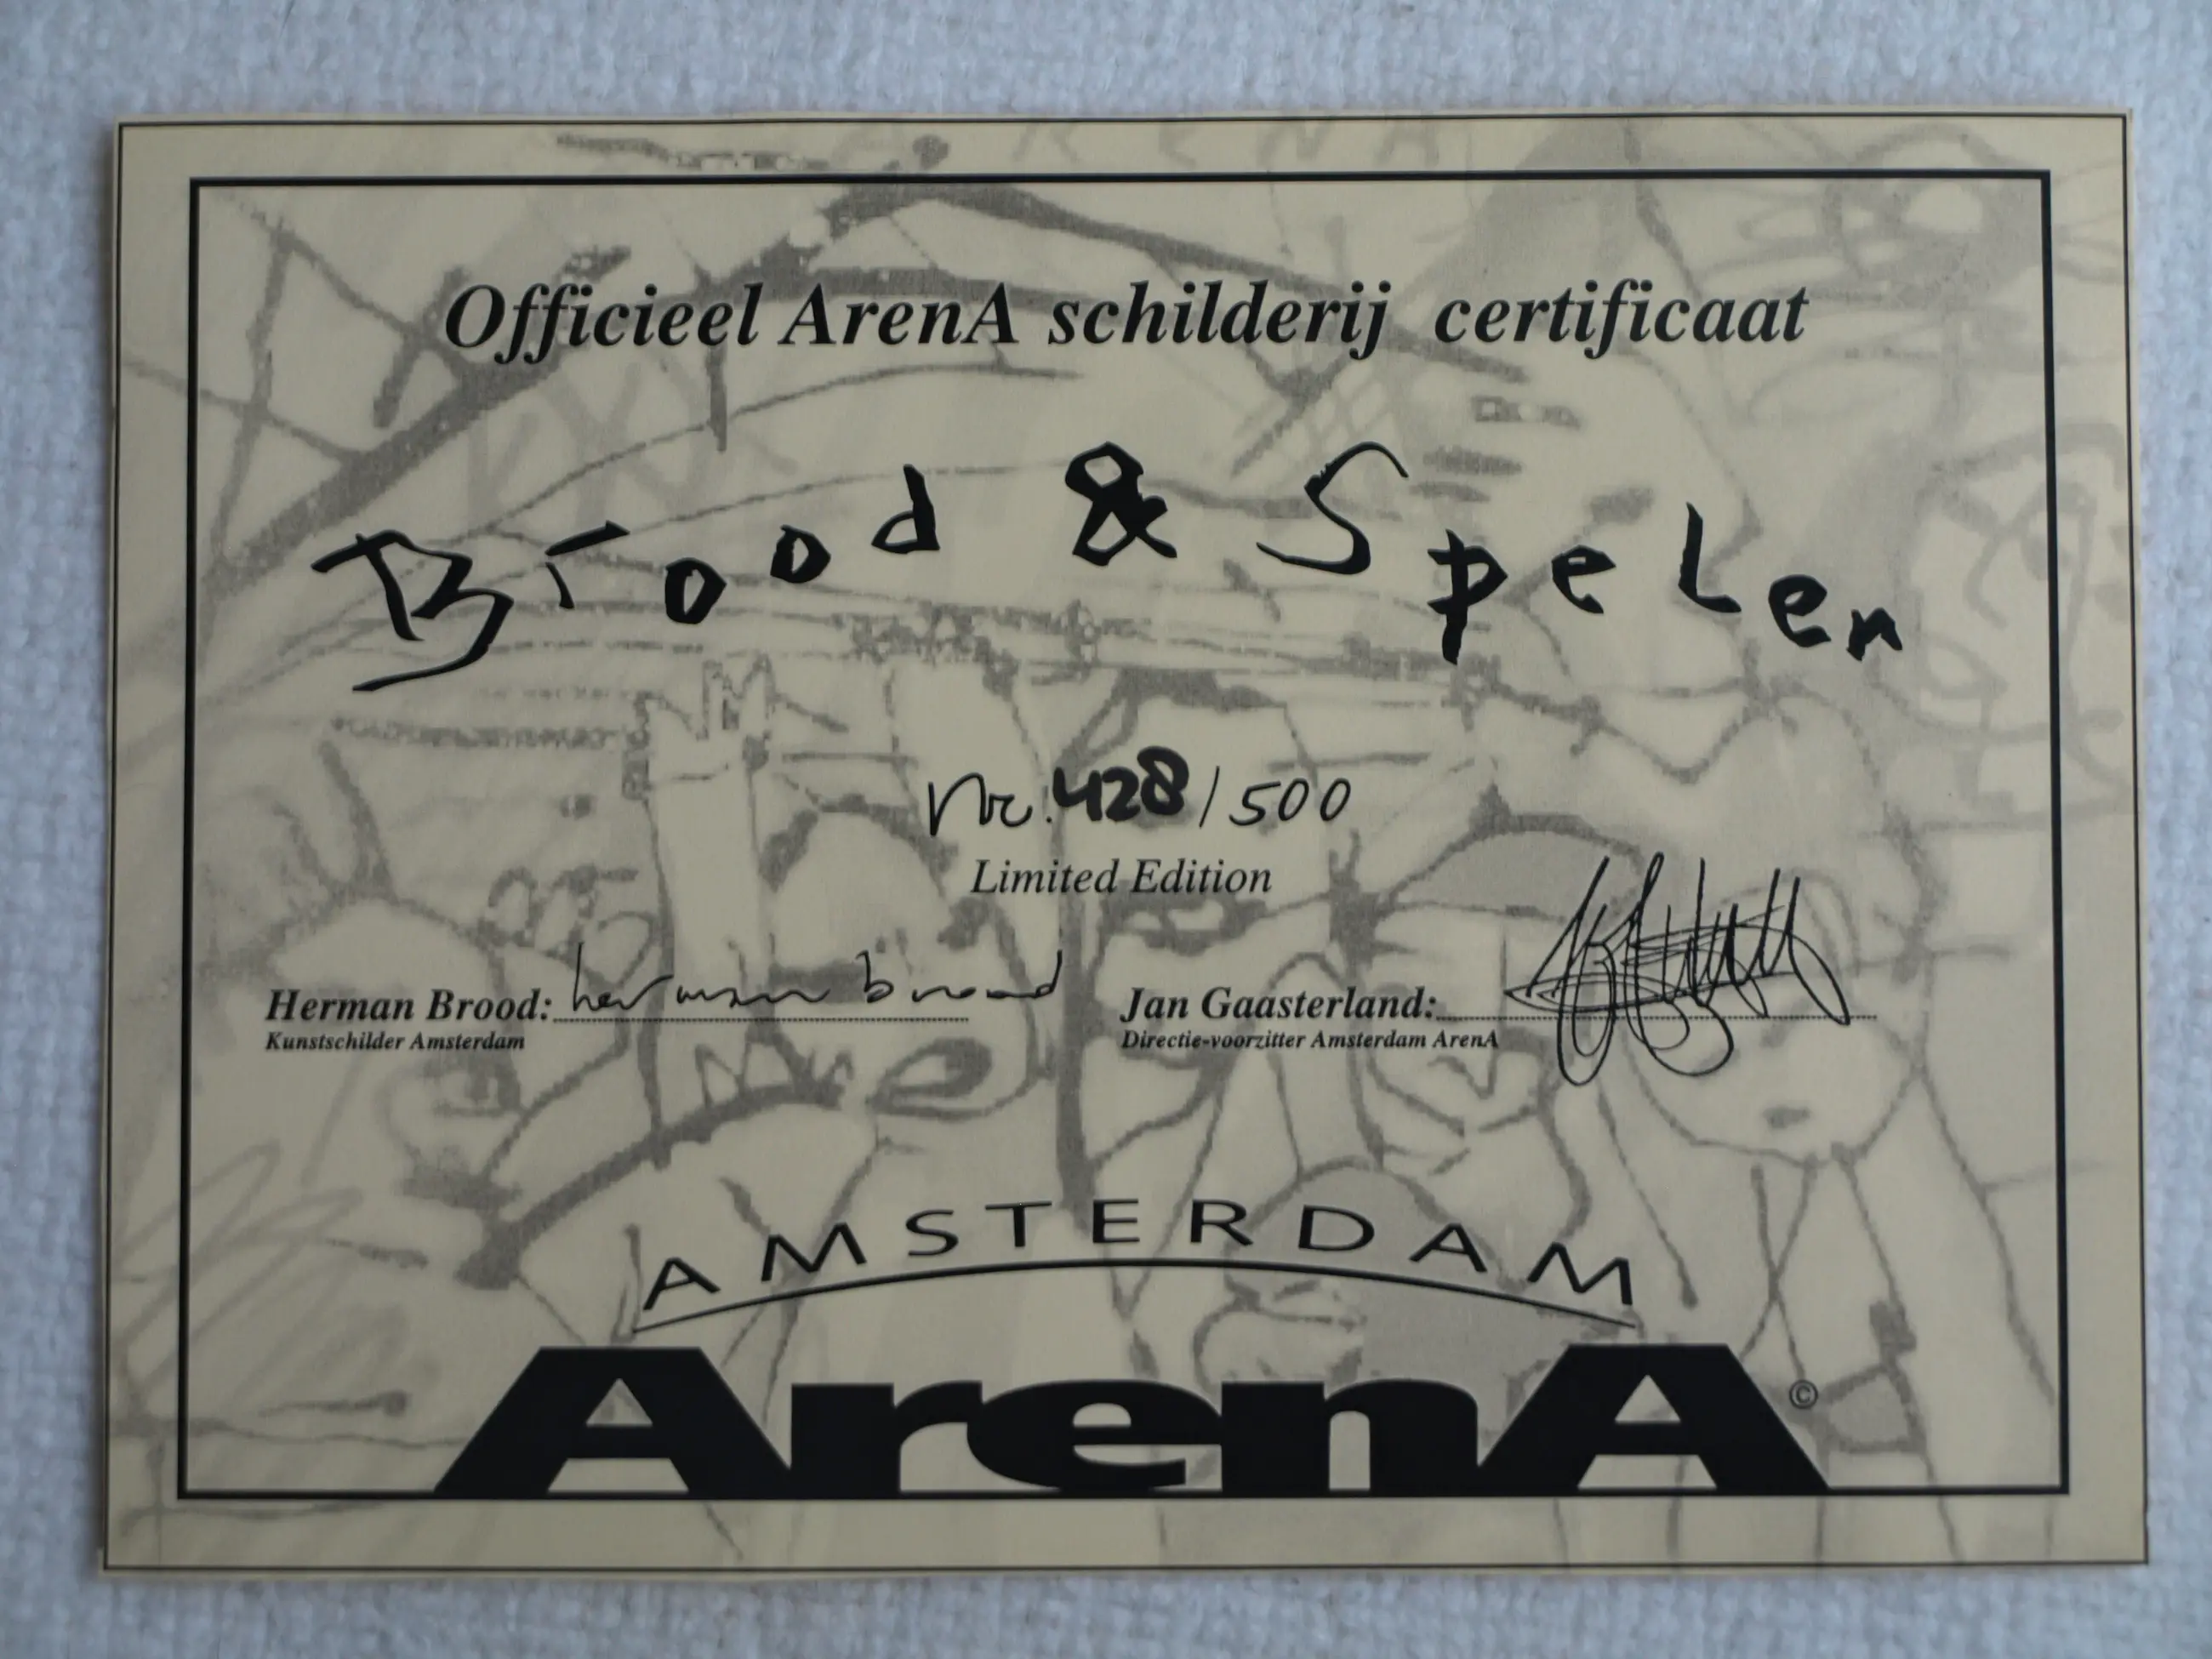 Officieel ArenA schilderij certificaat
Brood & Spelen
Nr. 428/500
Limited Edition
Herman Brood: herman brood
Kunstschilder Amsterdam
Jan Gaasterland:
Directie-voorzitter Amsterdam ArenA
AMSTERDAM
ArenA ©